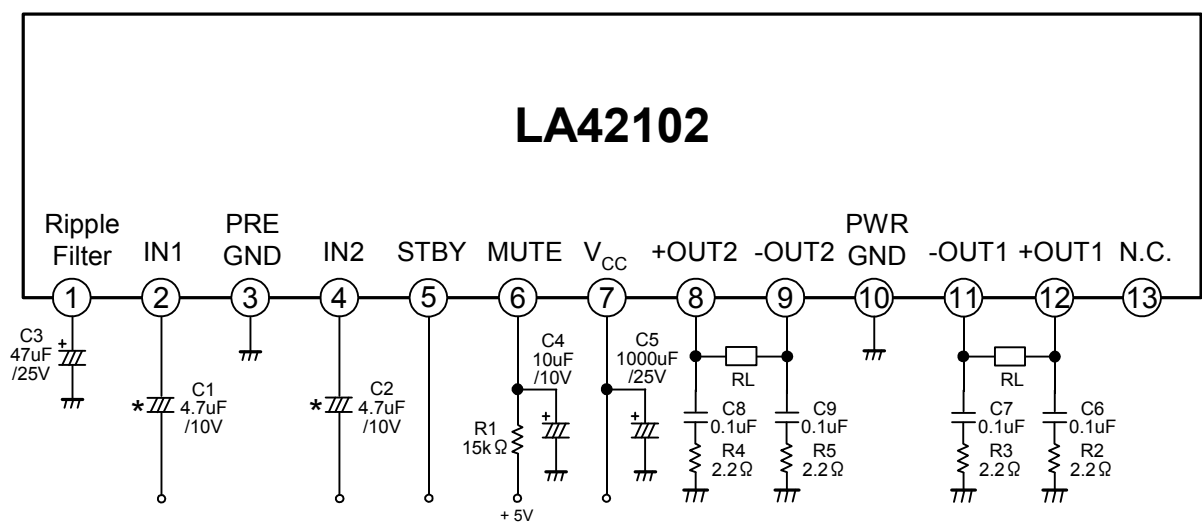 LA42102
Ripple
Filter
IN1
PRE
GND
IN2
STBY
MUTE
VCC
+OUT2
-OUT2
PWR
GND
-OUT1
+OUT1
N.C.
1
2
3
4
5
6
7
8
9
10
11
12
13
C3
47uF
/25V
+
* C1
4.7uF
/10V
* C2
4.7uF
/10V
C4
10uF
/10V
+
R1
15kΩ
+ 5V
C5
1000uF
/25V
+
RL
C8
0.1uF
R4
2.2Ω
C9
0.1uF
R5
2.2Ω
RL
C7
0.1uF
R3
2.2Ω
C6
0.1uF
R2
2.2Ω